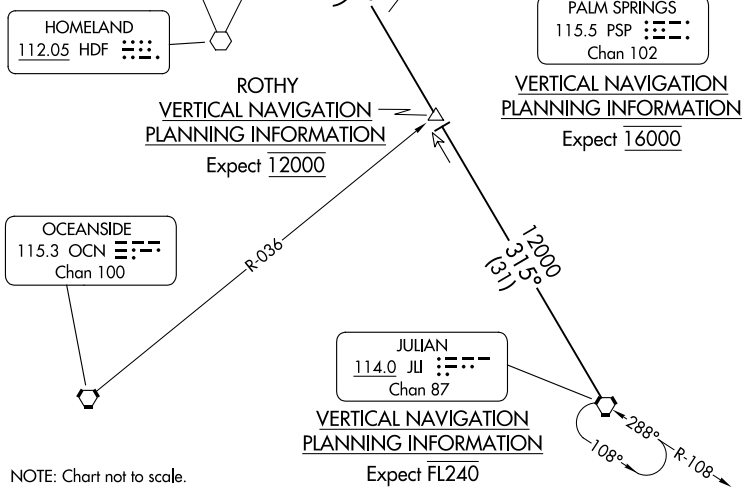 HOMELAND
112.05 HDF
PALM SPRINGS
115.5 PSP
Chan 102
VERTICAL NAVIGATION
PLANNING INFORMATION
Expect 16000
ROTHY
VERTICAL NAVIGATION
PLANNING INFORMATION
Expect 12000
OCEANSIDE
115.3 OCN
Chan 100
R-036
12000
315°
(31)
JULIAN
114.0 JLI
Chan 87
VERTICAL NAVIGATION
PLANNING INFORMATION
Expect FL240
288°
R-108
108°
NOTE: Chart not to scale.